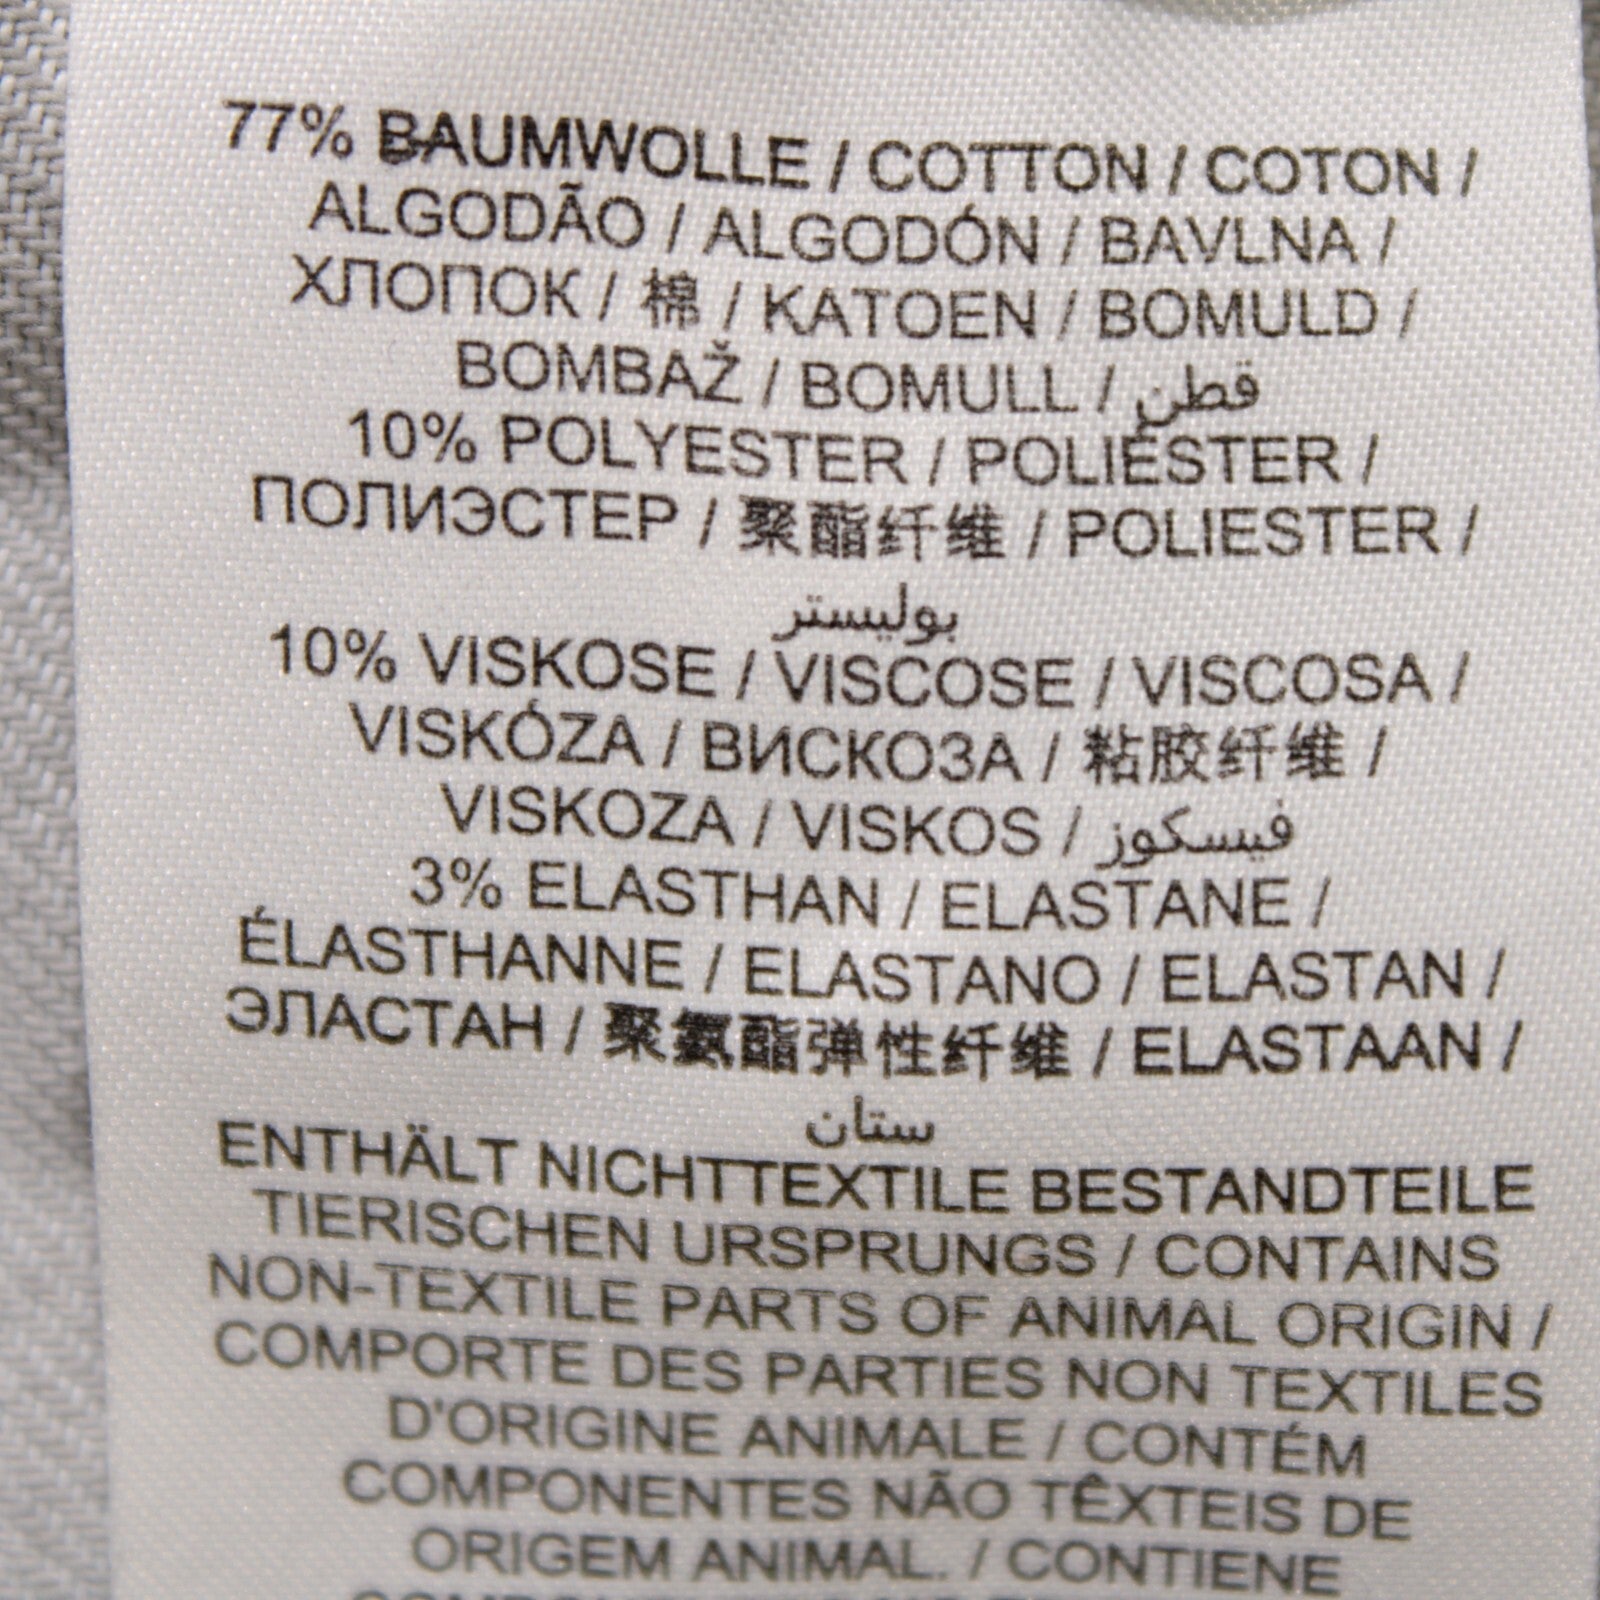 77% BAUMWOLLE / COTTON / COTON /
ALGODÃO / ALGODÓN / BAVLNA /
ХЛОПОК / 棉 / KATOEN / BOMULD /
BOMBAŽ / BOMULL / قطن
10% POLYESTER / POLIÉSTER /
ПОЛИЭСТЕР / 聚酯纤维 / POLIESTER /
بوليستر
10% VISKOSE / VISCOSE / VISCOSA /
VISKÓZA / ВИСКОЗА / 粘胶纤维 /
VISKOZA / VISKOS / فيسكوز
3% ELASTHAN / ELASTANE /
ÉLASTHANNE / ELASTANO / ELASTAN /
ЭЛАСТАН / 聚氨酯弹性纤维 / ELASTAAN /
ستان
ENTHÄLT NICHTTEXTILE BESTANDTEILE
TIERISCHEN URSPRUNGS / CONTAINS
NON-TEXTILE PARTS OF ANIMAL ORIGIN /
COMPORTE DES PARTIES NON TEXTILES
D'ORIGINE ANIMALE / CONTÉM
COMPONENTES NÃO TÊXTEIS DE
ORIGEM ANIMAL. / CONTIENE